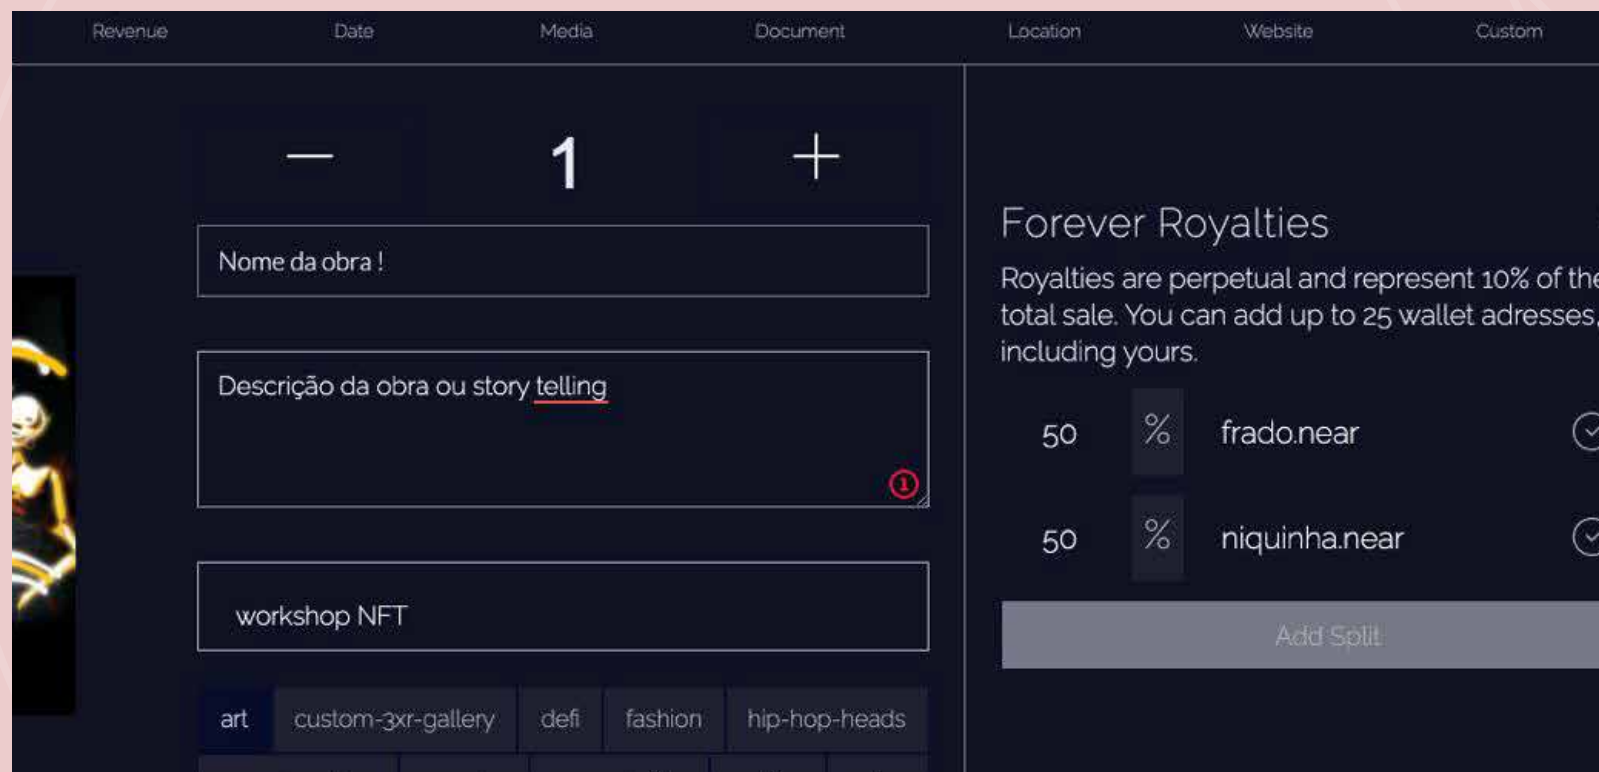 Revenue Date Media Document Location Website Custom
1
Nome da obra !
Descrição da obra ou story telling
1
workshop NFT
art custom-3xr-gallery defi fashion hip-hop-heads
Forever Royalties
Royalties are perpetual and represent 10% of the
total sale. You can add up to 25 wallet adresses,
including yours.
50 % frado.near
50 % niquinha.near
Add Split